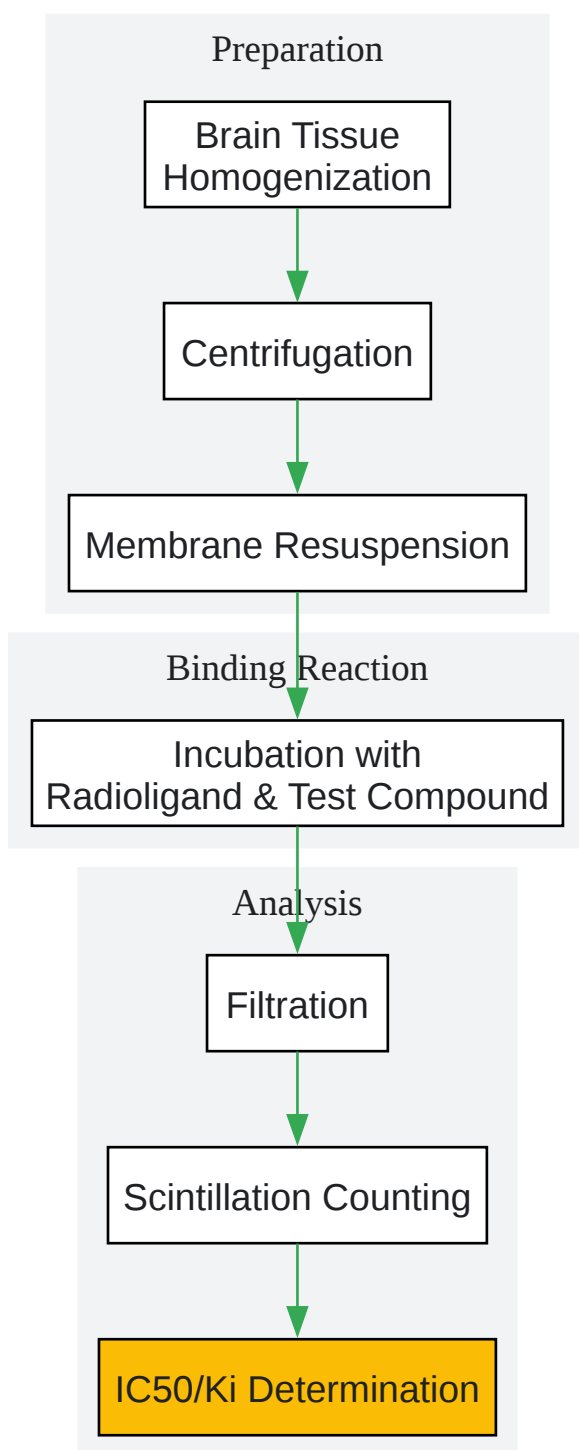 Preparation
Brain Tissue
Homogenization
Centrifugation
Membrane Resuspension
Binding Reaction
Incubation with
Radioligand & Test Compound
Analysis
Filtration
Scintillation Counting
IC50/Ki Determination